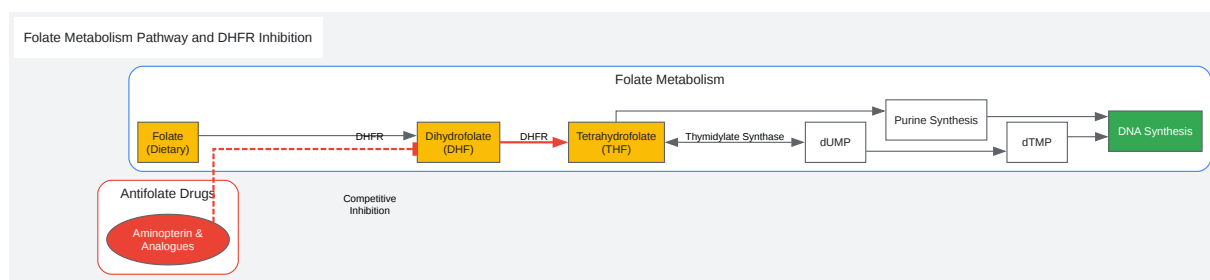 Folate Metabolism Pathway and DHFR Inhibition
Folate Metabolism
Folate
(Dietary)
DHFR
Dihydrofolate
(DHF)
DHFR
Tetrahydrofolate
(THF)
Thymidylate Synthase
dUMP
Purine Synthesis
dTMP
DNA Synthesis
Antifolate Drugs
Aminopterin &
Analogues
Competitive
Inhibition